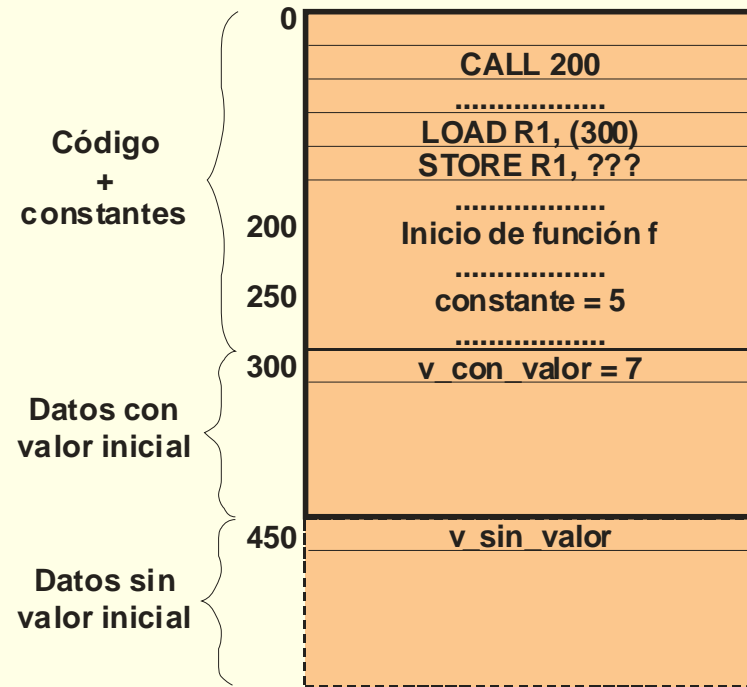 0
CALL 200
..................
LOAD R1, (300)
STORE R1, ???
..................
Código
+
constantes
200
Inicio de función f
..................
250
constante = 5
..................
300
v_con_valor = 7
Datos con
valor inicial
450
v_sin_valor
Datos sin
valor inicial